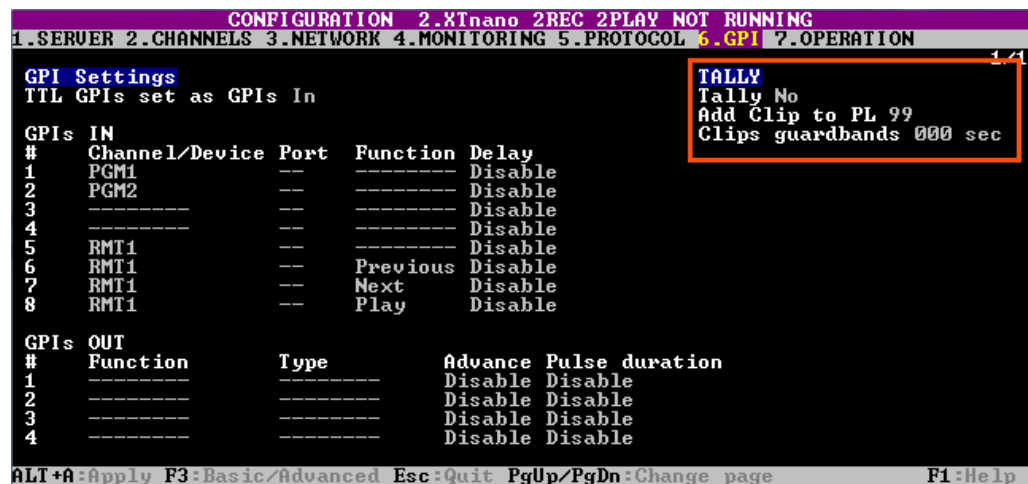 CONFIGURATION 2.XTnano 2REC 2PLAY NOT RUNNING
1.SERVER 2.CHANNELS 3.NETWORK 4.MONITORING 5.PROTOCOL 6.GPI 7.OPERATION
1/1
GPI Settings TALLY
TTL GPIs set as GPIs In Tally No
Add Clip to PL 99
GPIs IN Clips guardbands 000 sec
# Channel/Device Port Function Delay
1 PGM1 -- -------- Disable
2 PGM2 -- -------- Disable
3 -------- -- -------- Disable
4 -------- -- -------- Disable
5 RMT1 -- -------- Disable
6 RMT1 -- Previous Disable
7 RMT1 -- Next Disable
8 RMT1 -- Play Disable
GPIs OUT
# Function Type Advance Pulse duration
1 -------- -------- Disable Disable
2 -------- -------- Disable Disable
3 -------- -------- Disable Disable
4 -------- -------- Disable Disable
ALT+A:Apply F3:Basic/Advanced Esc:Quit PgUp/PgDn:Change page F1:Help